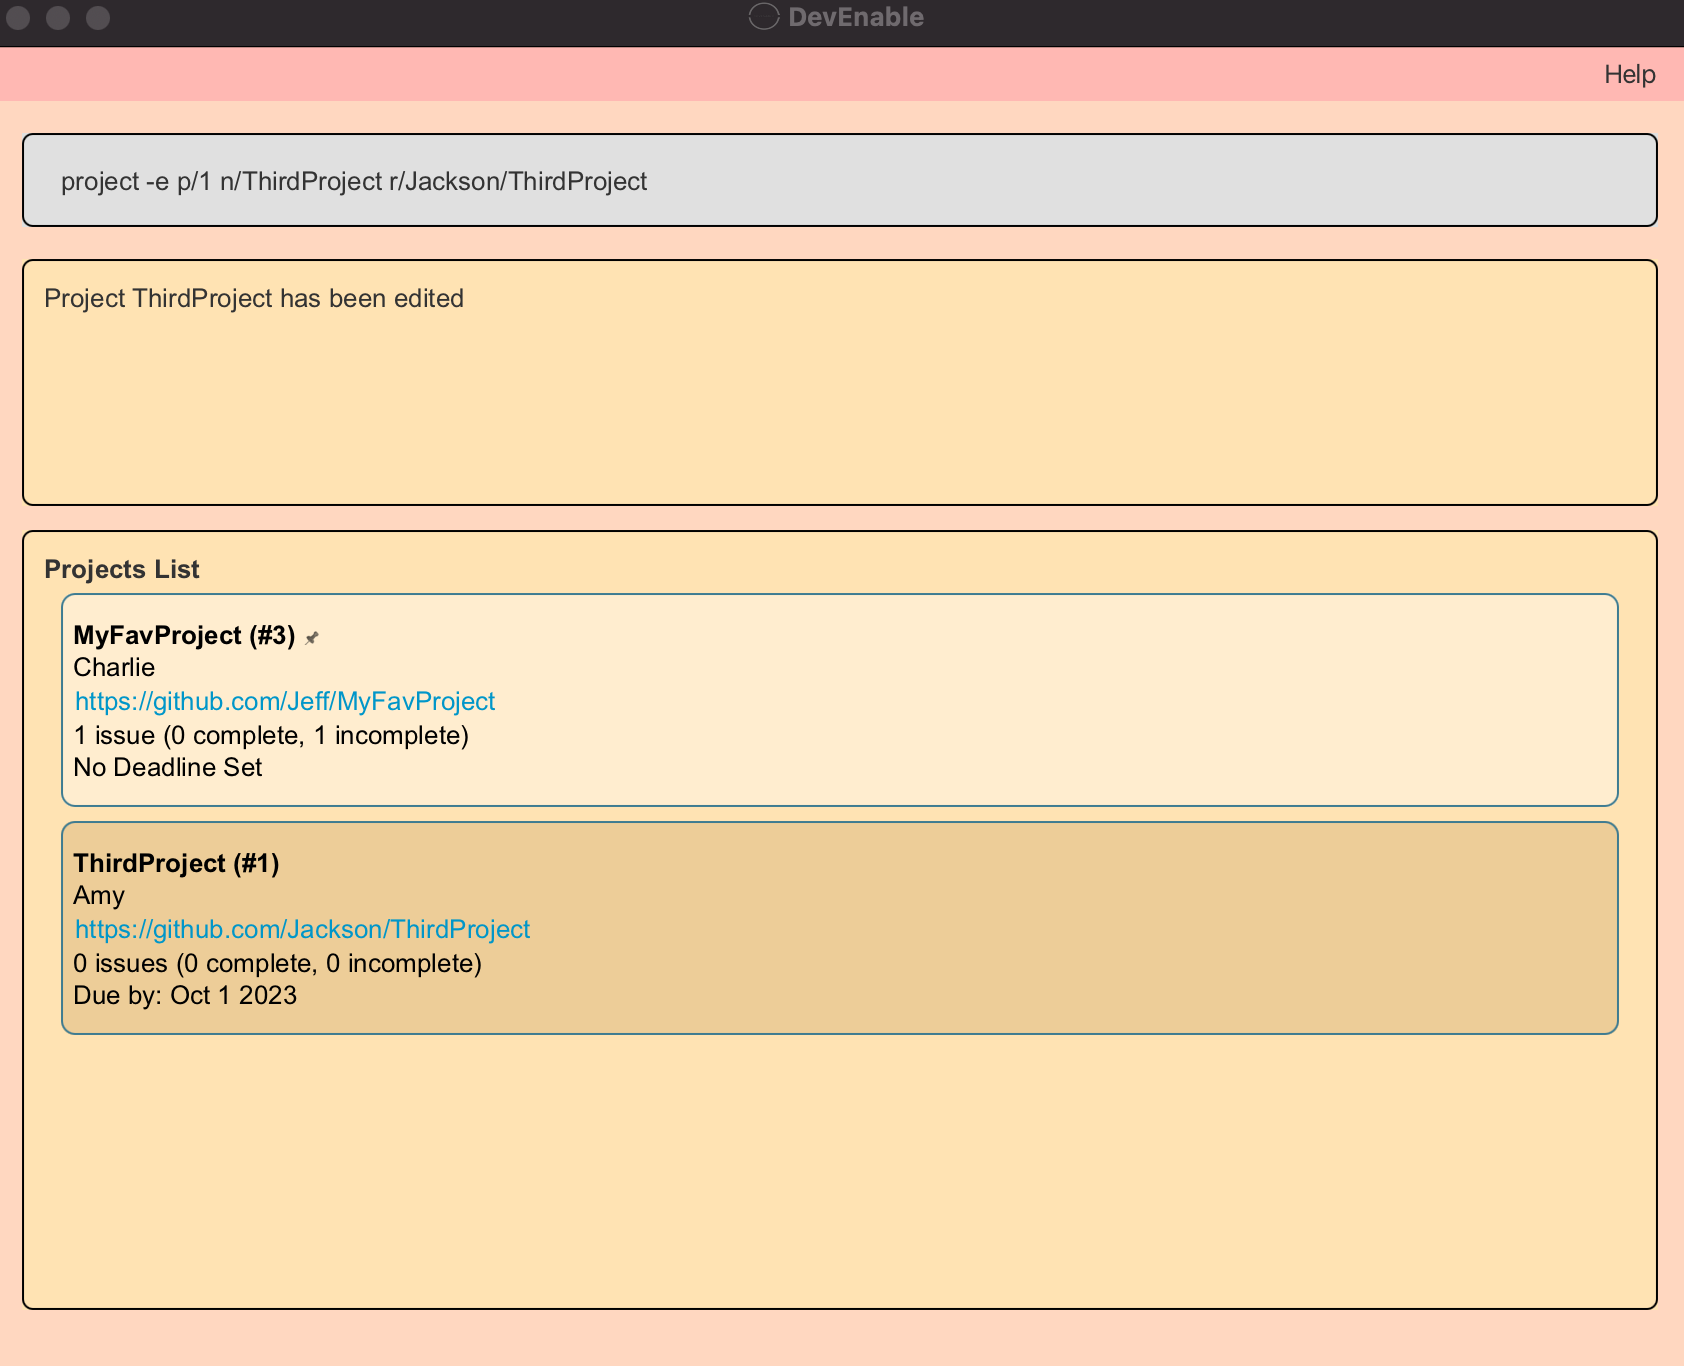 DevEnable
Help
project -e p/1 n/ThirdProject r/Jackson/ThirdProject
Project ThirdProject has been edited
Projects List
MyFavProject (#3)
Charlie
https://github.com/Jeff/MyFavProject
1 issue (0 complete, 1 incomplete)
No Deadline Set
ThirdProject (#1)
Amy
https://github.com/Jackson/ThirdProject
0 issues (0 complete, 0 incomplete)
Due by: Oct 1 2023